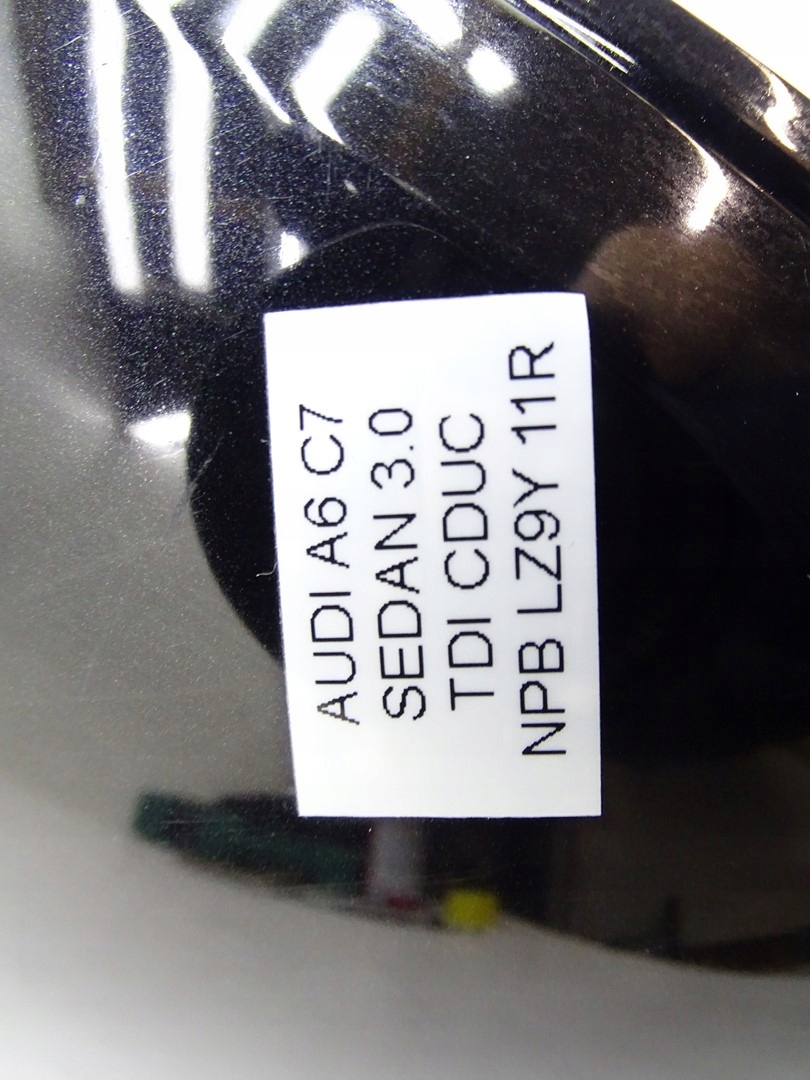 AUDI A6 C7
SEDAN 3.0
TDI CDUC
NPB LZ9Y 11R